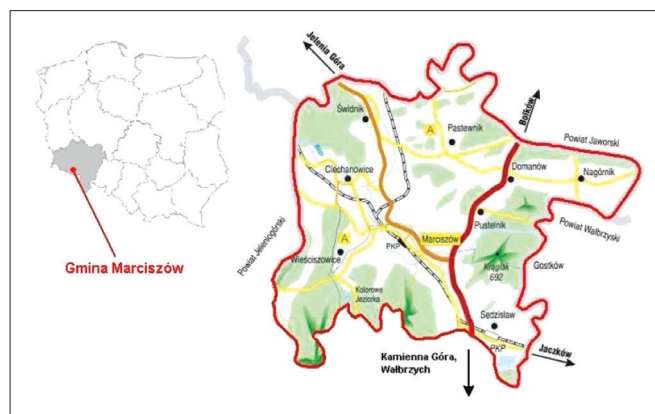 Gmina Marciszów
Jelenia Góra
Bolków
Świdnik
A
Pastewnik
Powiat Jaworski
Ciechanowice
Domanów
Nagórnik
Pustelnik
Powiat Wałbrzyski
Powiat Jeleniogórski
A
Marciszów
PKP
Wieściszowice
Krąglak
692
Gostków
Kolorowe
Jeziorka
Sędzisław
PKP
Jaczków
Kamienna Góra,
Wałbrzych